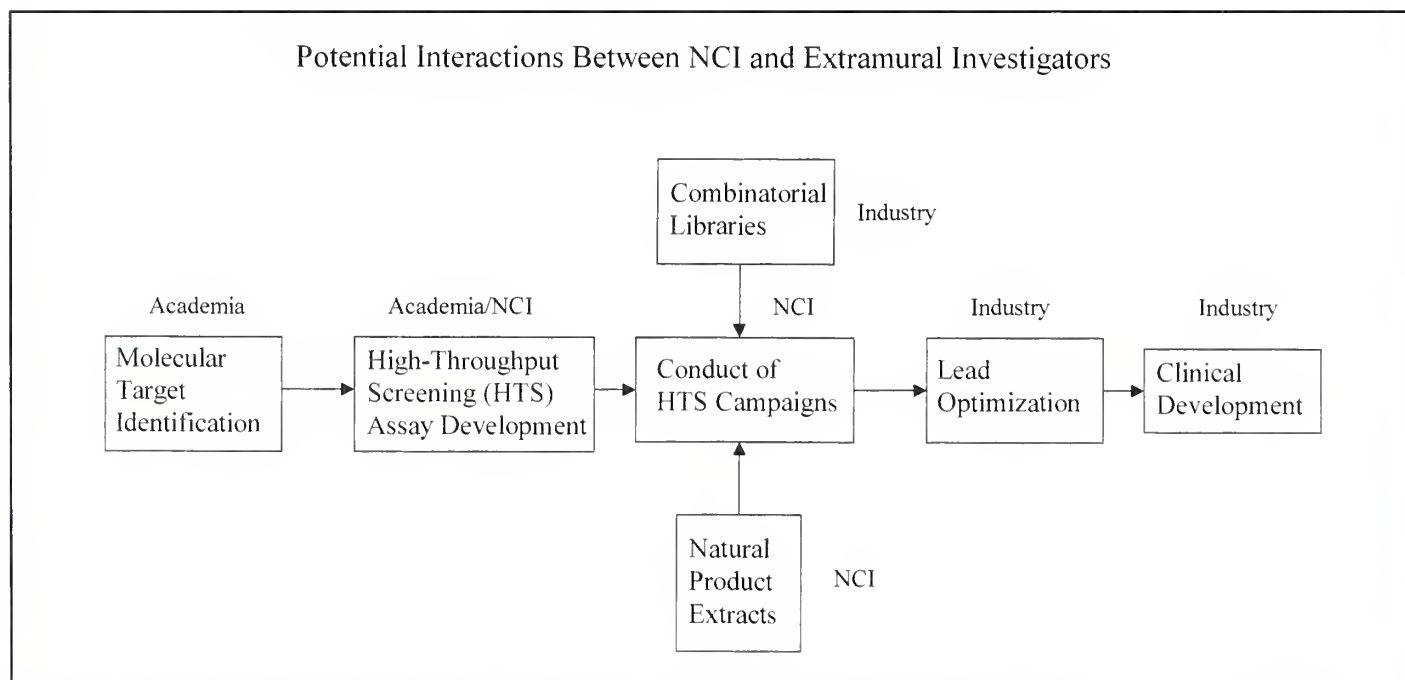 Potential Interactions Between NCI and Extramural Investigators
Combinatorial
Libraries
Industry
Academia
Molecular
Target
Identification
Academia/NCI
High-Throughput
Screening (HTS)
Assay Development
NCI
Conduct of
HTS Campaigns
Industry
Lead
Optimization
Industry
Clinical
Development
Natural
Product
Extracts
NCI